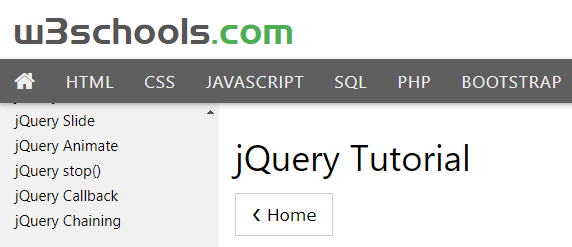 w3schools.com
HTML CSS JAVASCRIPT SQL PHP BOOTSTRAP
jQuery Slide
jQuery Animate
jQuery stop()
jQuery Callback
jQuery Chaining
jQuery Tutorial
❮ Home